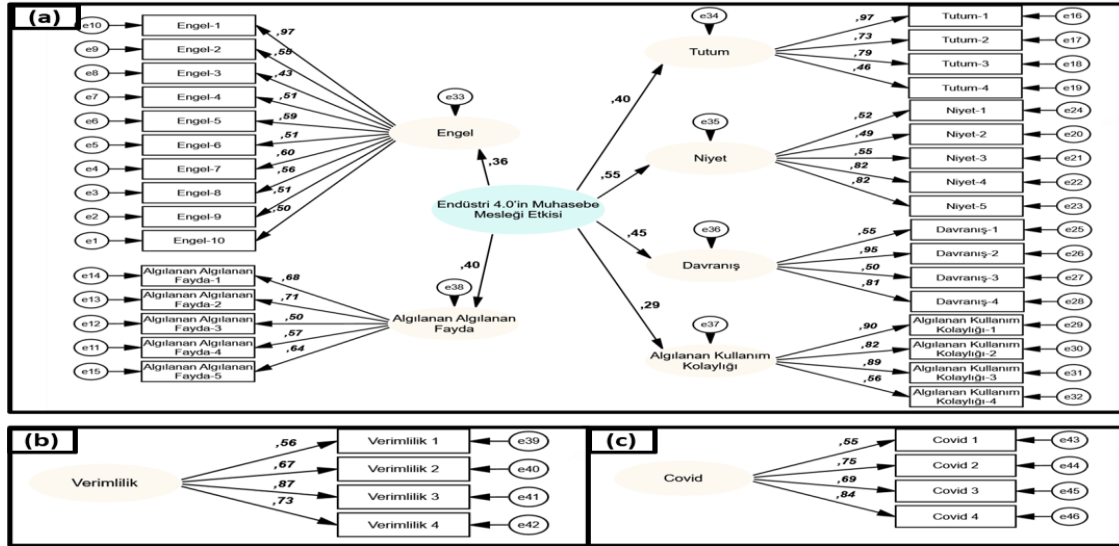 (a)
e10
Engel-1
e9
Engel-2
e8
Engel-3
e7
Engel-4
e6
Engel-5
e5
Engel-6
e4
Engel-7
e3
Engel-8
e2
Engel-9
e1
Engel-10
,97
,58
,43
,51
,59
,51
,60
,56
,51
,50
e33
Engel
,36
Endüstri 4.0'in Muhasebe
Mesleği Etkisi
,40
e38
Algılanan Algılanan
Fayda
e14
Algılanan Algılanan
Fayda-1
e13
Algılanan Algılanan
Fayda-2
e12
Algılanan Algılanan
Fayda-3
e11
Algılanan Algılanan
Fayda-4
e15
Algılanan Algılanan
Fayda-5
,68
,71
,50
,57
,64
,40
e34
Tutum
,97
,73
,79
,46
Tutum-1
e16
Tutum-2
e17
Tutum-3
e18
Tutum-4
e19
,55
e35
Niyet
,52
,49
,55
,82
,82
Niyet-1
e24
Niyet-2
e20
Niyet-3
e21
Niyet-4
e22
Niyet-5
e23
,45
e36
Davranış
,55
,95
,50
,81
Davranış-1
e25
Davranış-2
e26
Davranış-3
e27
Davranış-4
e28
,29
e37
Algılanan Kullanım
Kolaylığı
,90
,82
,89
,56
Algılanan Kullanım
Kolaylığı-1
e29
Algılanan Kullanım
Kolaylığı-2
e30
Algılanan Kullanım
Kolaylığı-3
e31
Algılanan Kullanım
Kolaylığı-4
e32
(b)
Verimlilik
,56
,67
,87
,73
Verimlilik 1
e39
Verimlilik 2
e40
Verimlilik 3
e41
Verimlilik 4
e42
(c)
Covid
,55
,75
,69
,84
Covid 1
e43
Covid 2
e44
Covid 3
e45
Covid 4
e46